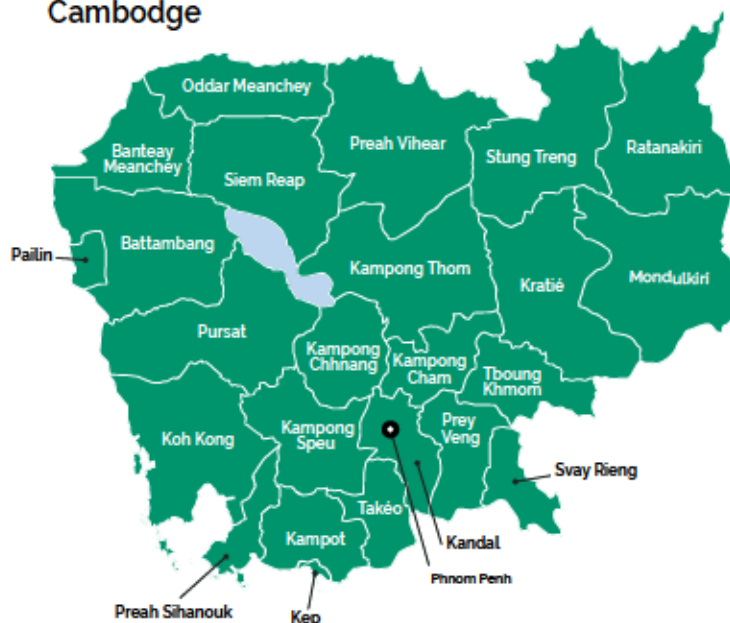 Cambodge
Oddar Meanchey
Preah Vihear
Stung Treng
Ratanakiri
Banteay
Meanchey
Siem Reap
Battambang
Pailin
Kampong Thom
Kratié
Mondulkiri
Pursat
Kampong
Chhnang
Kampong
Cham
Tboung
Khmom
Koh Kong
Kampong
Speu
Prey
Veng
Svay Rieng
Takéo
Kampot
Kandal
Phnom Penh
Preah Sihanouk
Kep